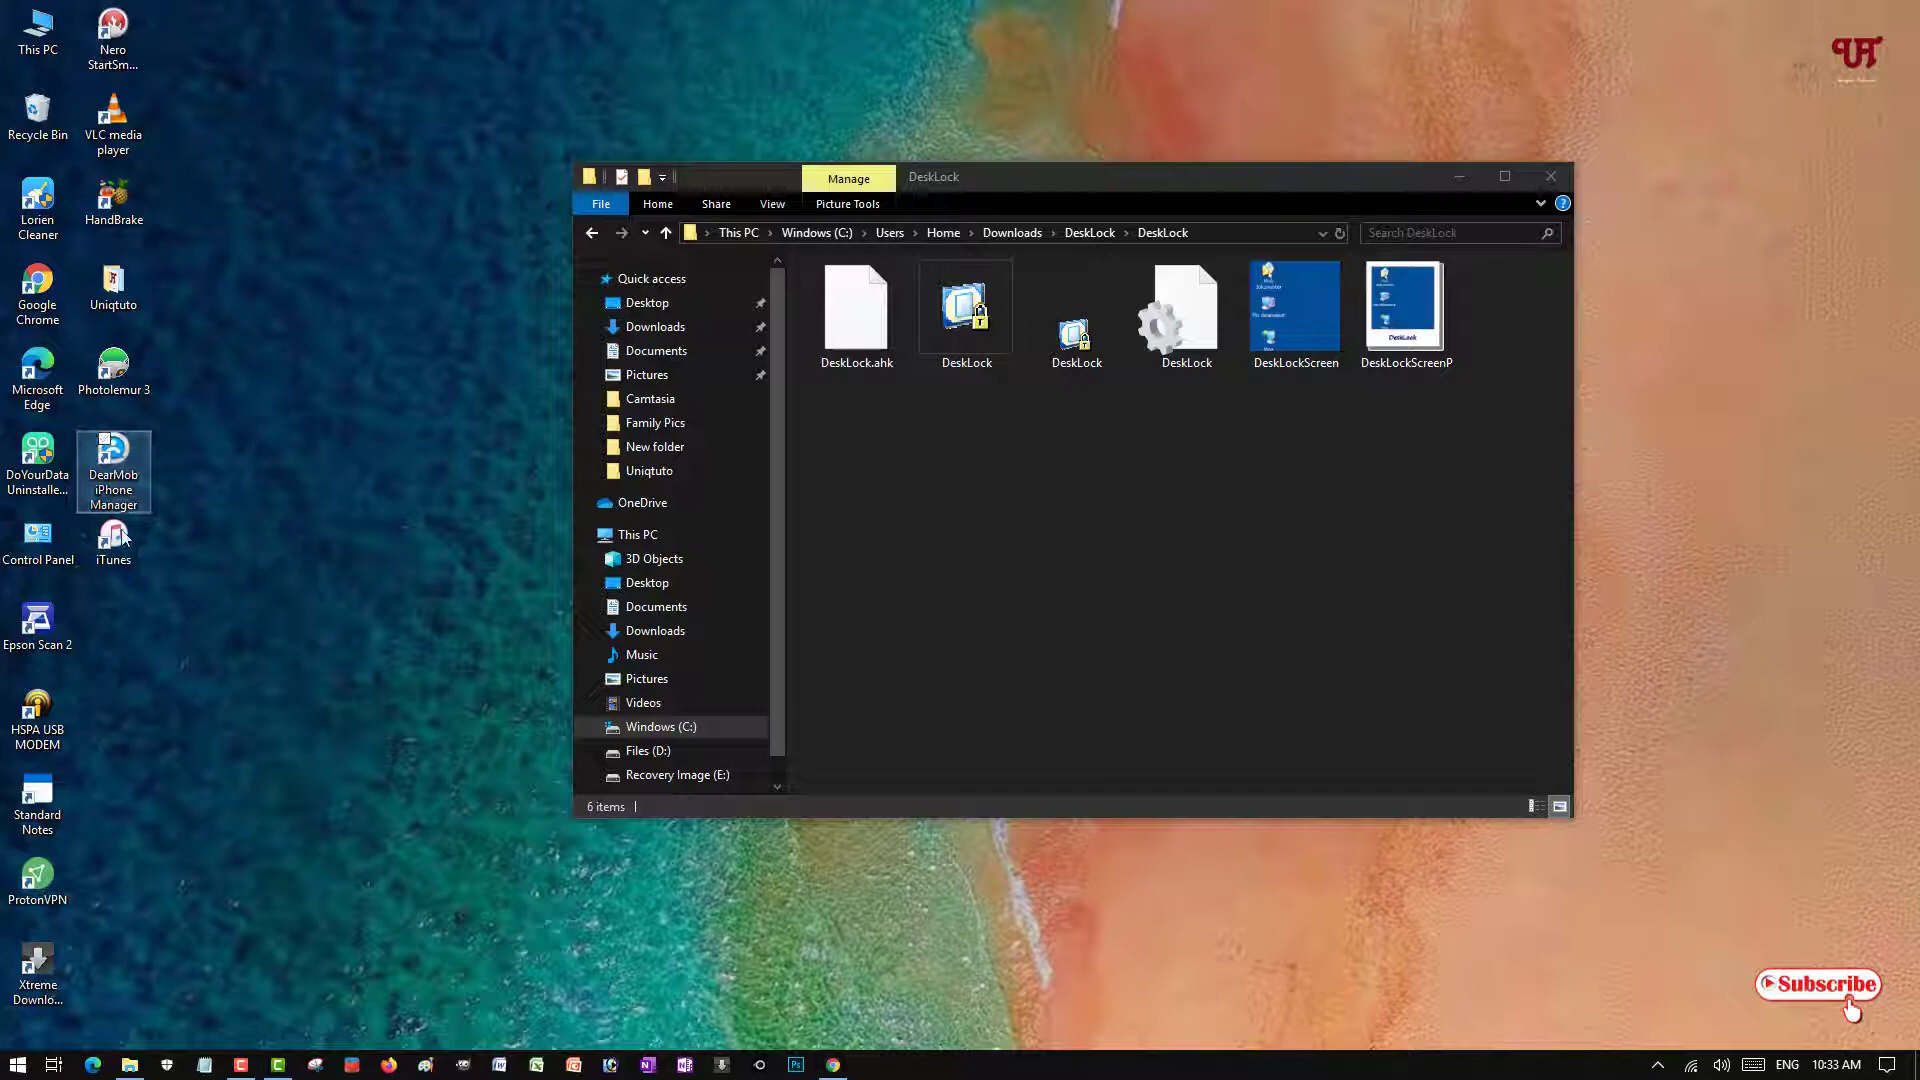 This PC
Nero
StartSm...
Recycle Bin
VLC media
player
Lorien
Cleaner
HandBrake
Google
Chrome
Uniqtuto
Microsoft
Edge
Photolemur 3
DoYourData
Uninstalle...
DearMob
iPhone
Manager
Control Panel
iTunes
Epson Scan 2
HSPA USB
MODEM
Standard
Notes
ProtonVPN
Xtreme
Downlo...
Manage
DeskLock
File
Home
Share
View
Picture Tools
This PC
Windows (C:)
Users
Home
Downloads
DeskLock
DeskLock
Search DeskLock
Quick access
Desktop
Downloads
Documents
Pictures
Camtasia
Family Pics
New folder
Uniqtuto
OneDrive
This PC
3D Objects
Desktop
Documents
Downloads
Music
Pictures
Videos
Windows (C:)
Files (D:)
Recovery Image (E:)
DeskLock.ahk
DeskLock
DeskLock
DeskLock
DeskLockScreen
DeskLockScreenP
DeskLock
6 items
Subscribe
ENG
10:33 AM